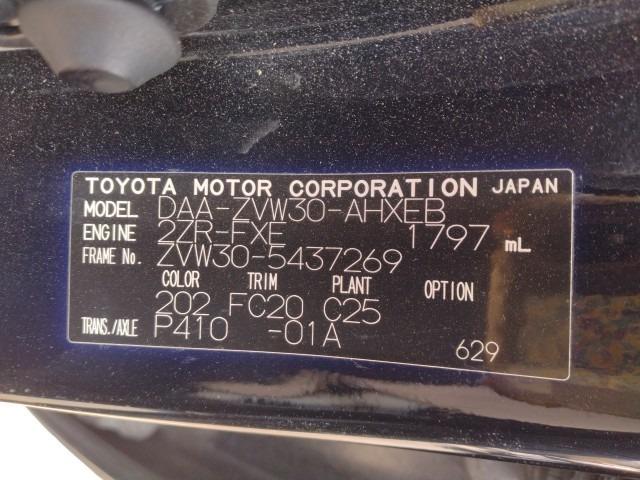 TOYOTA MOTOR CORPORATION JAPAN
MODEL DAA-ZVW30-AHXEB
ENGINE 2ZR-FXE 1797 mL
FRAME No. ZVW30-5437269
COLOR TRIM PLANT OPTION
202 FC20 C25
TRANS./AXLE P410 -01A
629